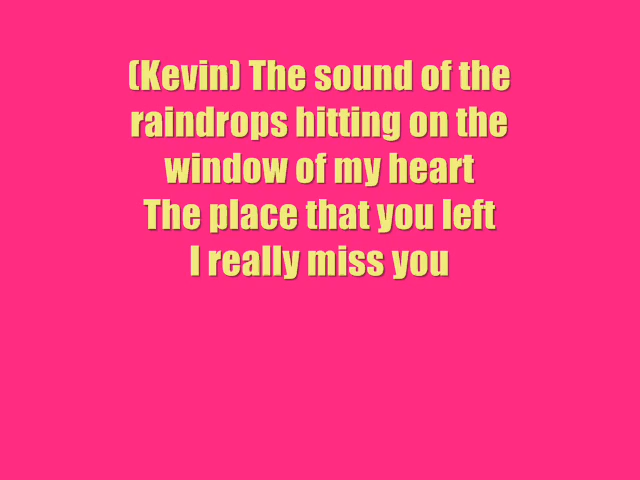 (Kevin) The sound of the
raindrops hitting on the
window of my heart
The place that you left
I really miss you